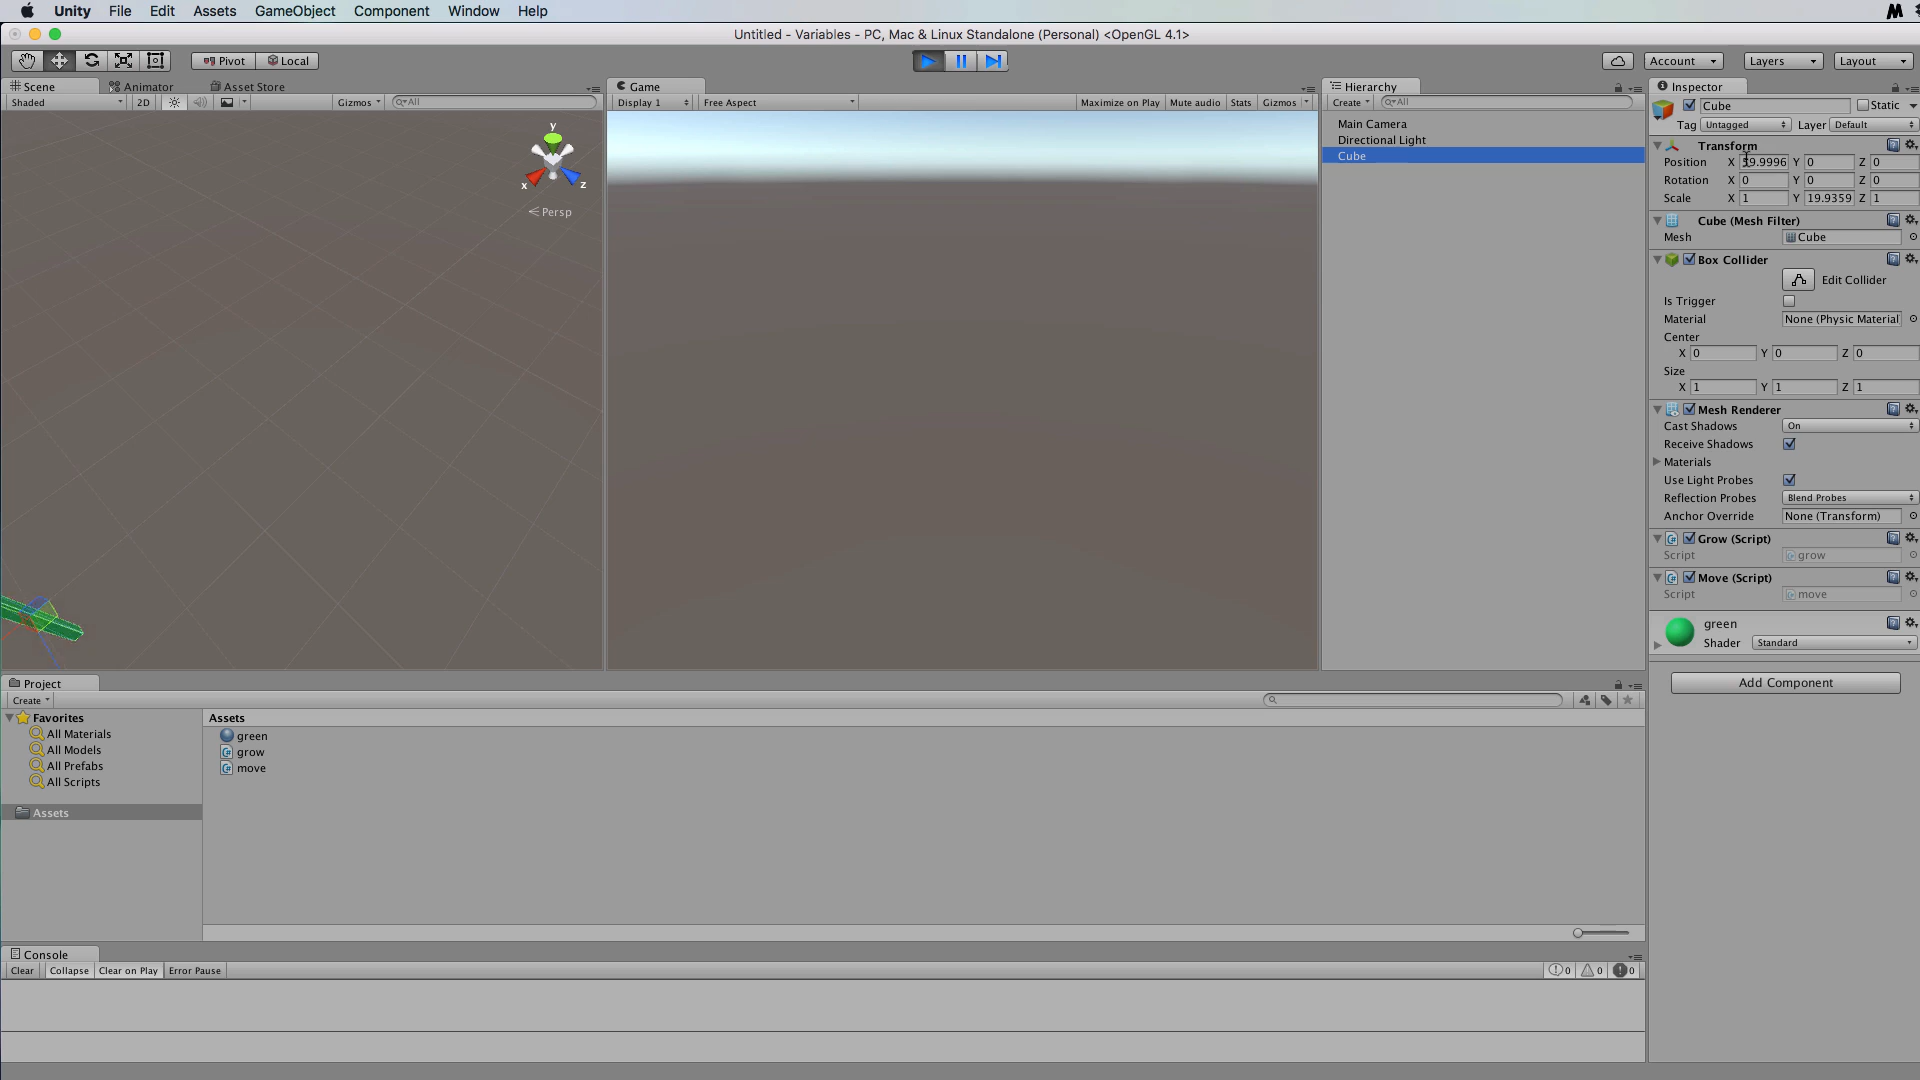 Unity File Edit Assets GameObject Component Window Help
Untitled - Variables - PC, Mac & Linux Standalone (Personal) <OpenGL 4.1>
Pivot Local Account Layers Layout
Scene Animator Asset Store
Shaded 2D Gizmos All
y
x z
Persp
Game
Display 1 Free Aspect Maximize on Play Mute audio Stats Gizmos
Hierarchy
Create All
Main Camera
Directional Light
Cube
Inspector
Cube Static
Tag Untagged Layer Default
Transform
Position X 9.9996 Y 0 Z 0
Rotation X 0 Y 0 Z 0
Scale X 1 Y 19.9359 Z 1
Cube (Mesh Filter)
Mesh Cube
Box Collider
Edit Collider
Is Trigger
Material None (Physic Material
Center
X 0 Y 0 Z 0
Size
X 1 Y 1 Z 1
Mesh Renderer
Cast Shadows On
Receive Shadows
Materials
Use Light Probes
Reflection Probes Blend Probes
Anchor Override None (Transform)
Grow (Script)
Script grow
Move (Script)
Script move
green
Shader Standard
Add Component
Project
Create
Favorites
All Materials
All Models
All Prefabs
All Scripts
Assets
Assets
green
grow
move
Console
Clear Collapse Clear on Play Error Pause 0 0 0